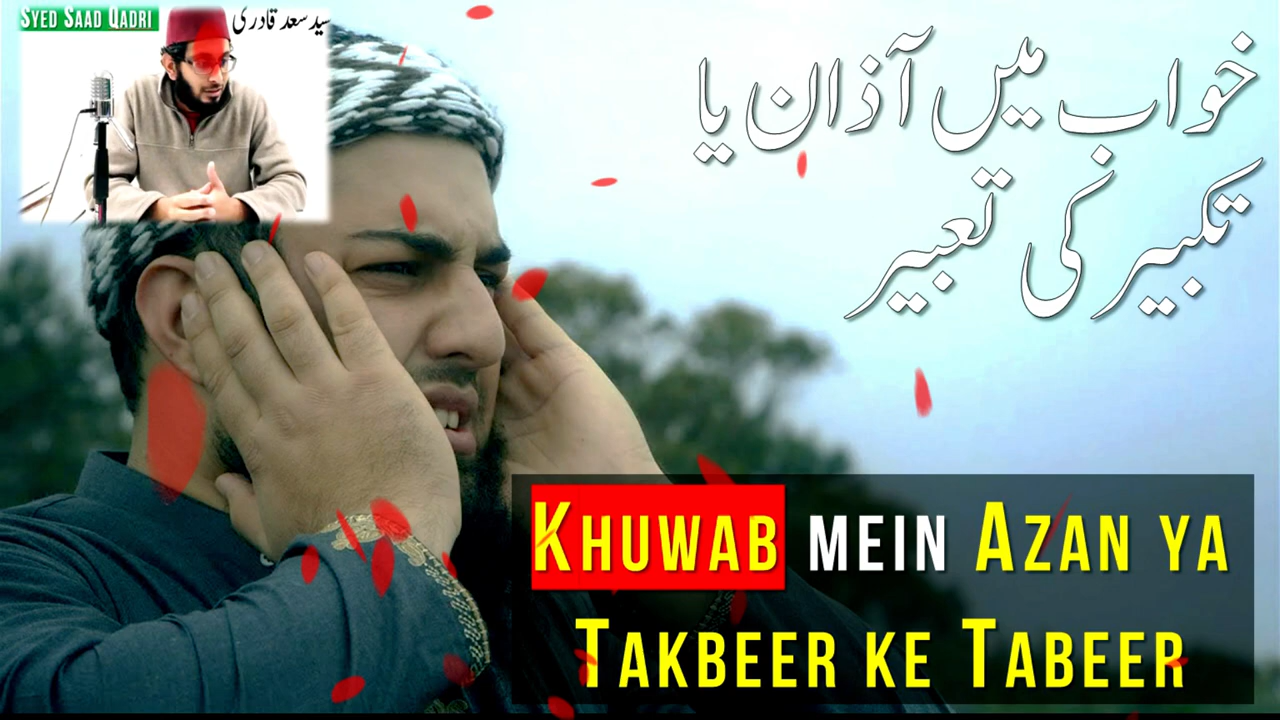 SYED SAAD QADRI
سید سعد قادری
خواب میں آذان یا
تکبیر کی تعبیر
KHUWAB MEIN AZAN YA
TAKBEER KE TABEER